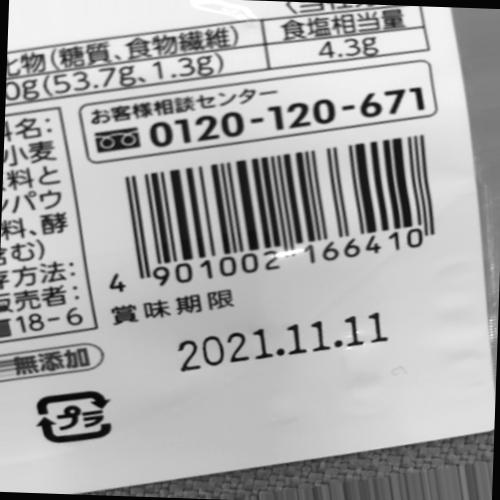 食塩相当量
化物(糖質、食物繊維)
4.3g
0g(53.7g、1.3g)
お客様相談センター
0120-120-671
名:
小麦
料と
パウ
料、酵
含む)
存方法:
販売者:
18-6
4 901002 166410
賞味期限
2021.11.11
無添加
プラ